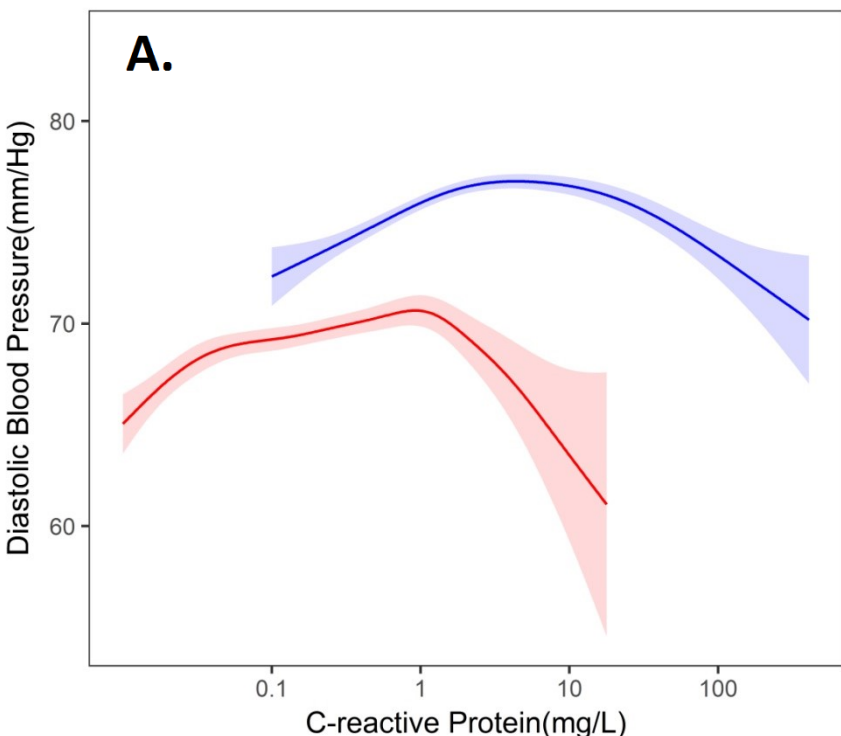 A.
Diastolic Blood Pressure(mm/Hg)
80
70
60
0.1
1
10
100
C-reactive Protein(mg/L)